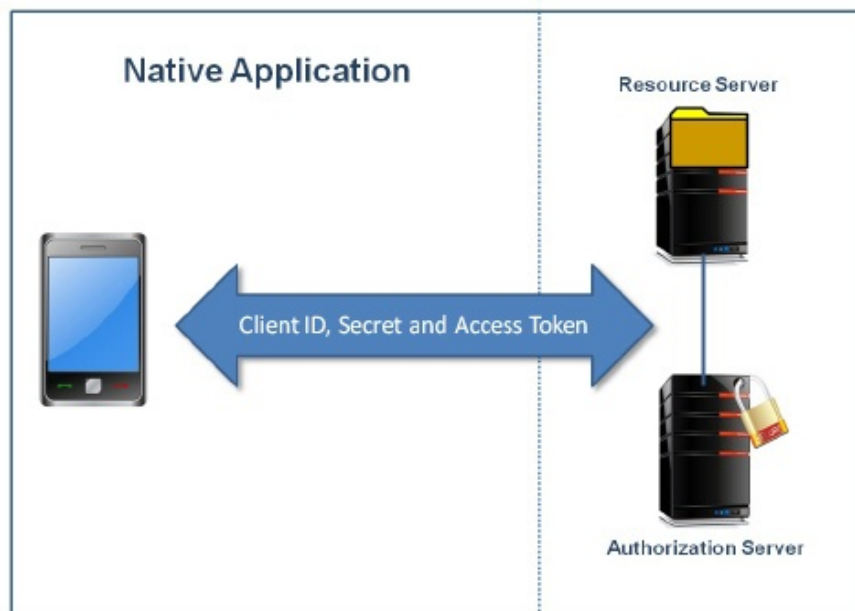 Native Application
Resource Server
Client ID, Secret and Access Token
Authorization Server